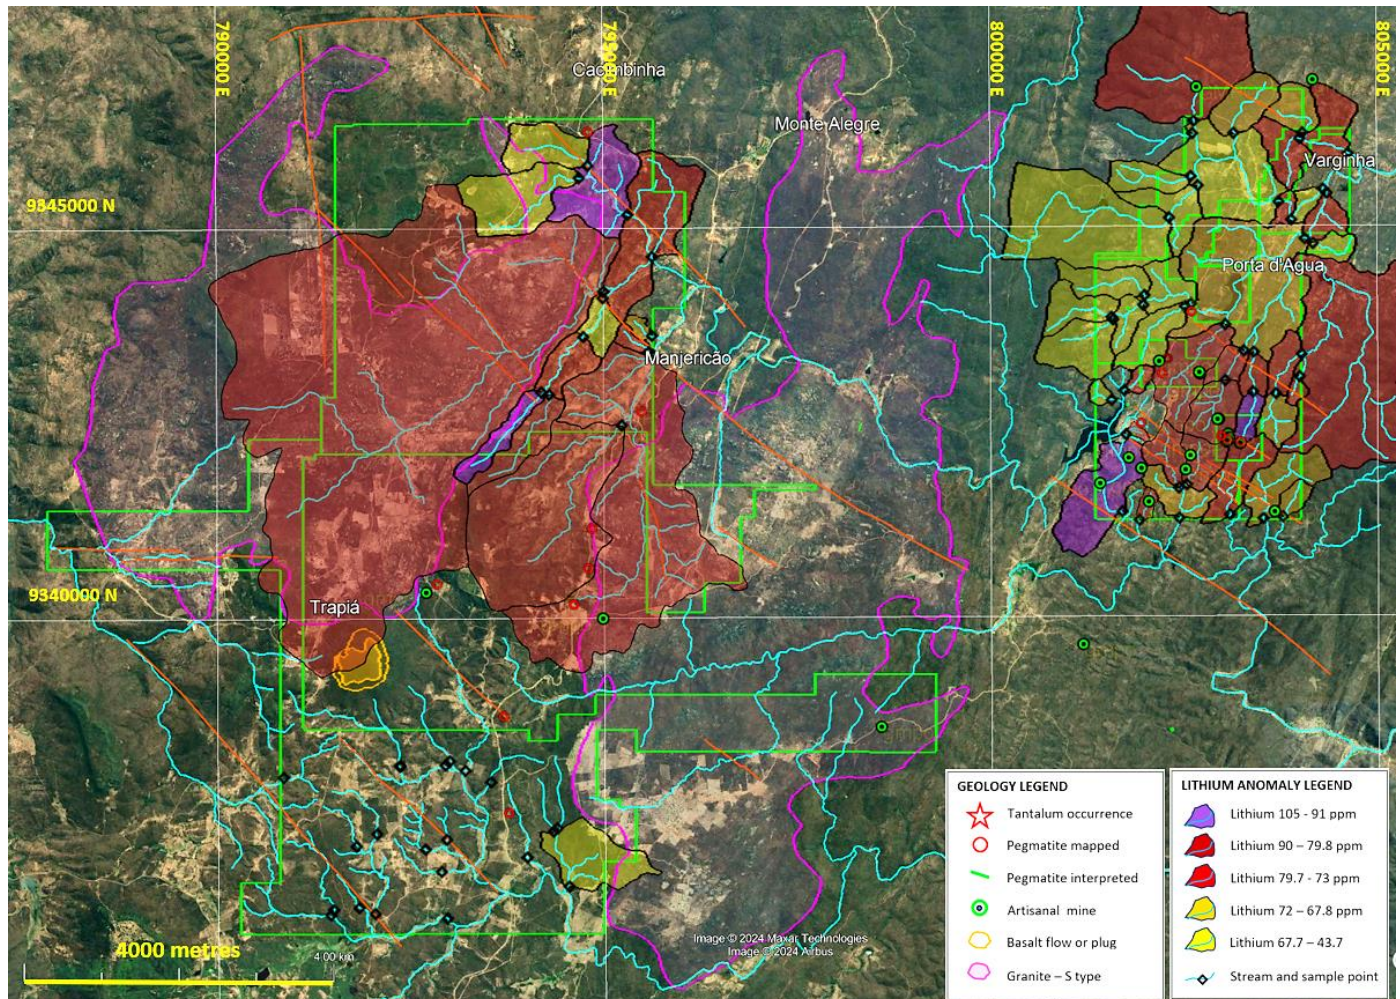 790000 E
795000 E
800000 E
805000 E
Cacimbinha
Monte Alegre
Varginha
9345000 N
Porta d'Agua
Manjericão
9340000 N
Trapiá
GEOLOGY LEGEND
Tantalum occurrence
Pegmatite mapped
Pegmatite interpreted
Artisanal mine
Basalt flow or plug
Granite – S type
LITHIUM ANOMALY LEGEND
Lithium 105 - 91 ppm
Lithium 90 – 79.8 ppm
Lithium 79.7 - 73 ppm
Lithium 72 – 67.8 ppm
Lithium 67.7 – 43.7
Stream and sample point
4000 metres
4.00 km
Image © 2024 Maxar Technologies
Image © 2024 Airbus